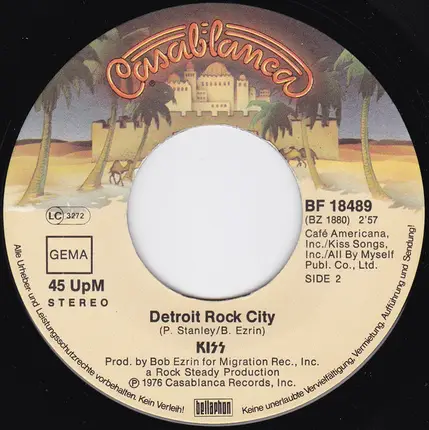 Casablanca
LC 3272
GEMA
45 UpM
STEREO
BF 18489
(BZ 1880) 2'57
Café Americana,
Inc./Kiss Songs,
Inc./All By Myself
Publ. Co., Inc.
SIDE 2
Detroit Rock City
(P. Stanley/B. Ezrin)
KISS
Prod. by Bob Ezrin for Migration Rec., Inc.
a Rock Steady Production
℗ 1976 Casablanca Records, Inc.
bellaphon
Alle Urheber- und Leistungsschutzrechte vorbehalten. Kein Verleih! Keine unerlaubte Vervielfältigung, Vermietung, Aufführung und Sendung!